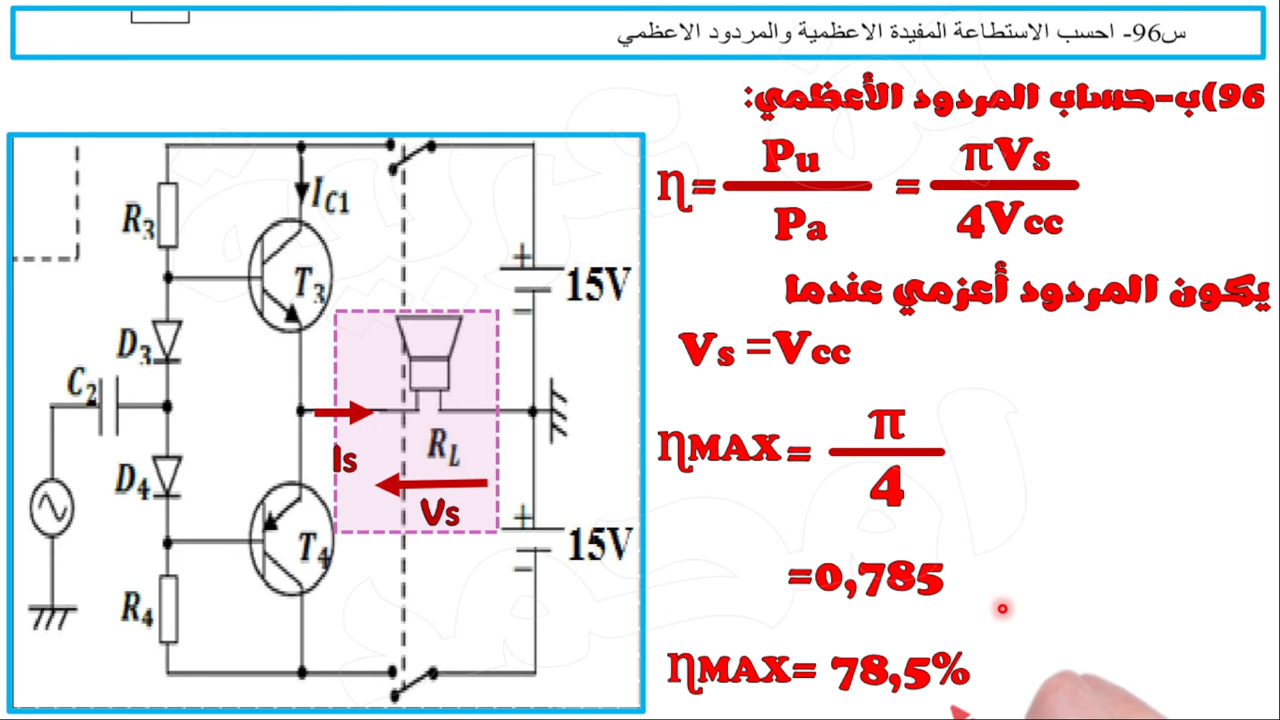 س96- احسب الاستطاعة المفيدة الاعظمية والمردود الاعظمي
96)ب-حساب المردود الأعظمي:
η= Pu / Pa = πVs / 4Vcc
يكون المردود أعزمي عندما
Vs =Vcc
ηMAX = π / 4
=0,785
ηMAX= 78,5%
R3
IC1
T3
+
15V
−
D3
C2
Is
RL
D4
Vs
+
T4
15V
−
R4